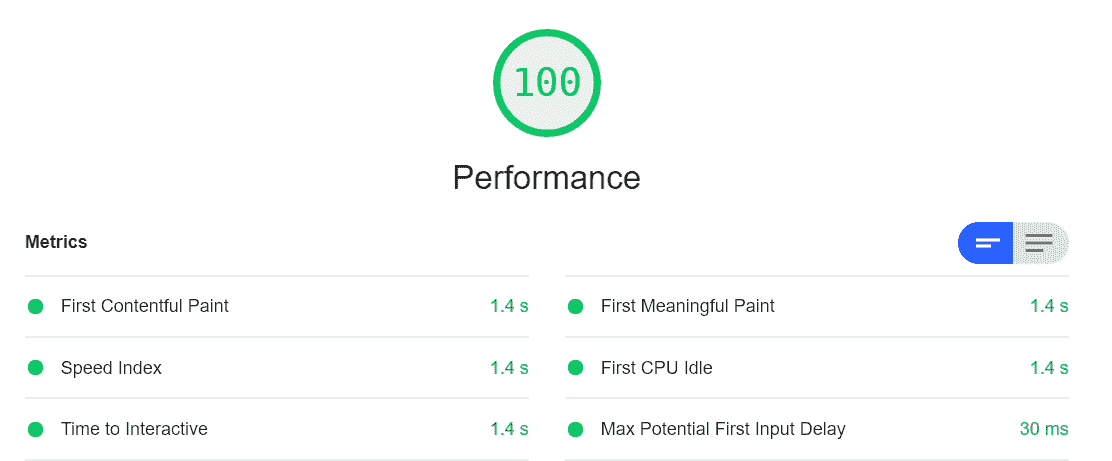 100
Performance
Metrics
First Contentful Paint 1.4 s
First Meaningful Paint 1.4 s
Speed Index 1.4 s
First CPU Idle 1.4 s
Time to Interactive 1.4 s
Max Potential First Input Delay 30 ms